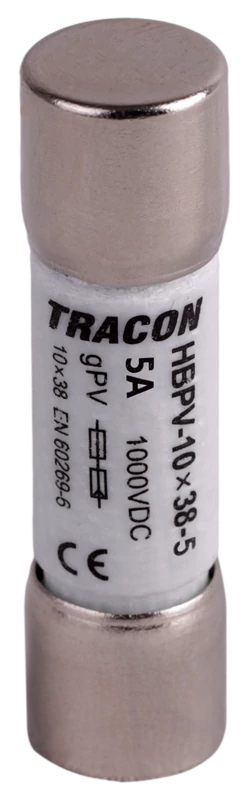 TRACON
HBPV-10×38-5
5A 1000VDC
gPV
10×38 EN 60269-6
CE